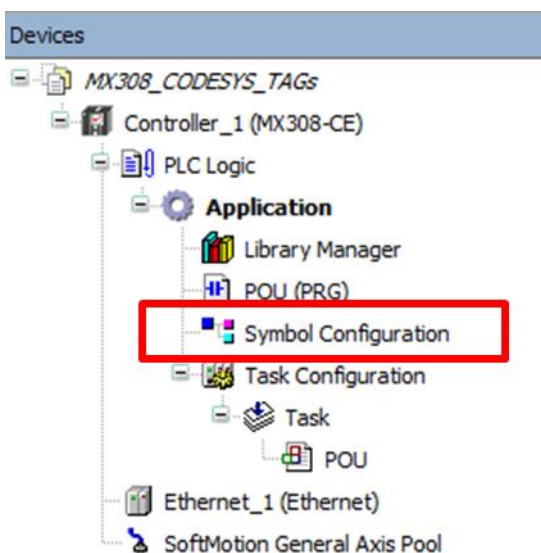 Devices
MX308_CODESYS_TAGs
Controller_1 (MX308-CE)
PLC Logic
Application
Library Manager
POU (PRG)
Symbol Configuration
Task Configuration
Task
POU
Ethernet_1 (Ethernet)
SoftMotion General Axis Pool